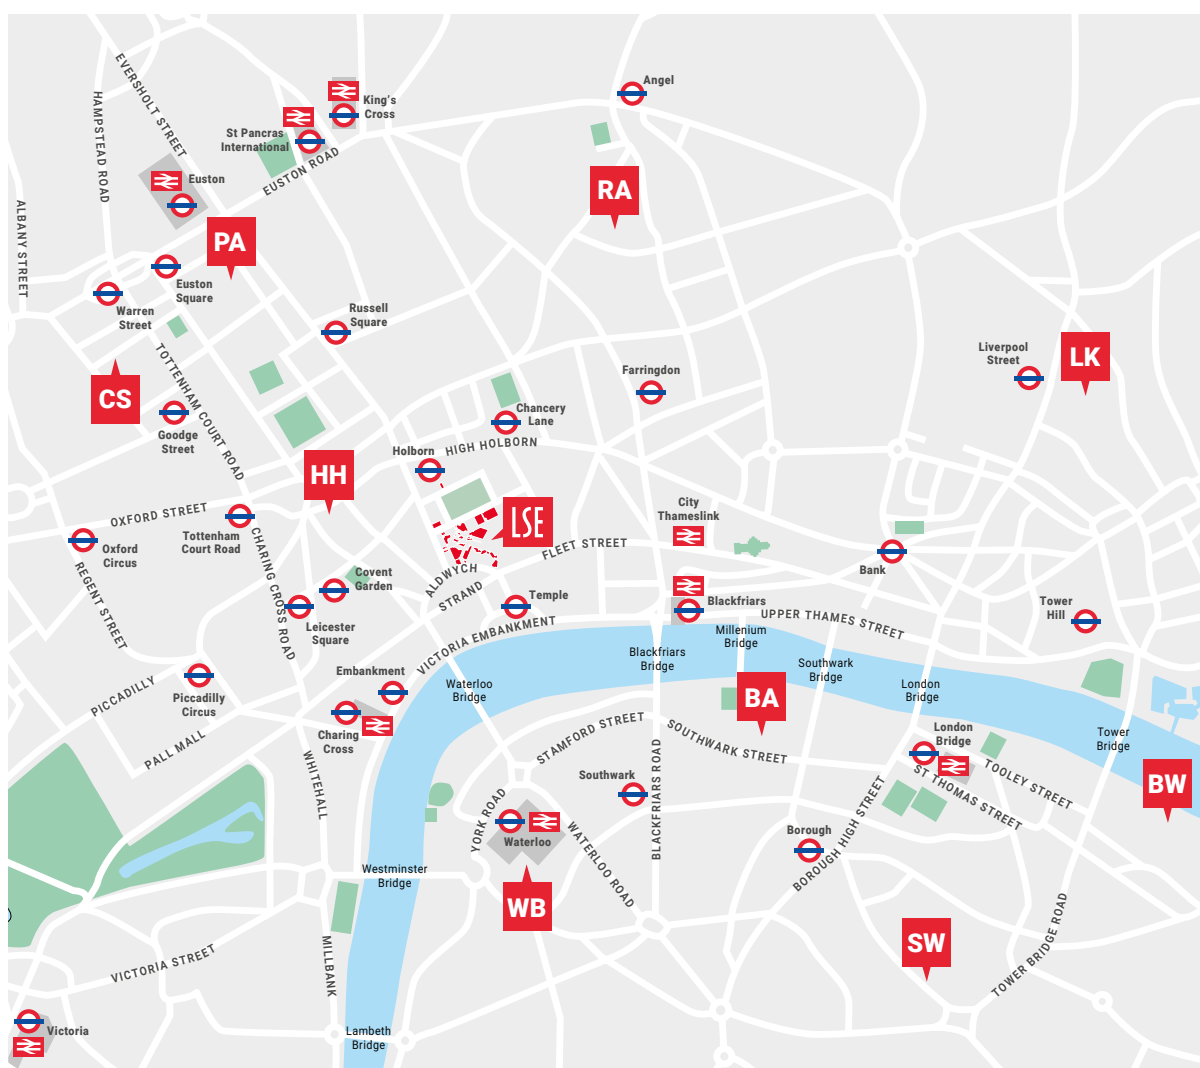 EVERSHOLT STREET
HAMPSTEAD ROAD
ALBANY STREET
King's
Cross
St Pancras
International
EUSTON ROAD
Angel
Euston
RA
PA
Euston
Square
Warren
Street
Russell
Square
TOTTENHAM COURT ROAD
CS
Goodge
Street
Farringdon
Liverpool
Street
LK
Chancery
Lane
Holborn
HIGH HOLBORN
HH
LSE
City
Thameslink
OXFORD STREET
Oxford
Circus
Tottenham
Court Road
CHARING CROSS ROAD
REGENT STREET
FLEET STREET
ALDWYCH
STRAND
Covent
Garden
Leicester
Square
Temple
Bank
Blackfriars
UPPER THAMES STREET
Tower
Hill
VICTORIA EMBANKMENT
Millenium
Bridge
Blackfriars
Bridge
Southwark
Bridge
London
Bridge
Waterloo
Bridge
Embankment
PICCADILLY
Piccadilly
Circus
PALL MALL
Charing
Cross
WHITEHALL
BA
STAMFORD STREET
SOUTHWARK STREET
London
Bridge
Tower
Bridge
BW
TOOLEY STREET
ST THOMAS STREET
Southwark
BLACKFRIARS ROAD
YORK ROAD
Waterloo
WATERLOO ROAD
Borough
BOROUGH HIGH STREET
Westminster
Bridge
WB
SW
TOWER BRIDGE ROAD
VICTORIA STREET
MILLBANK
Victoria
Lambeth
Bridge